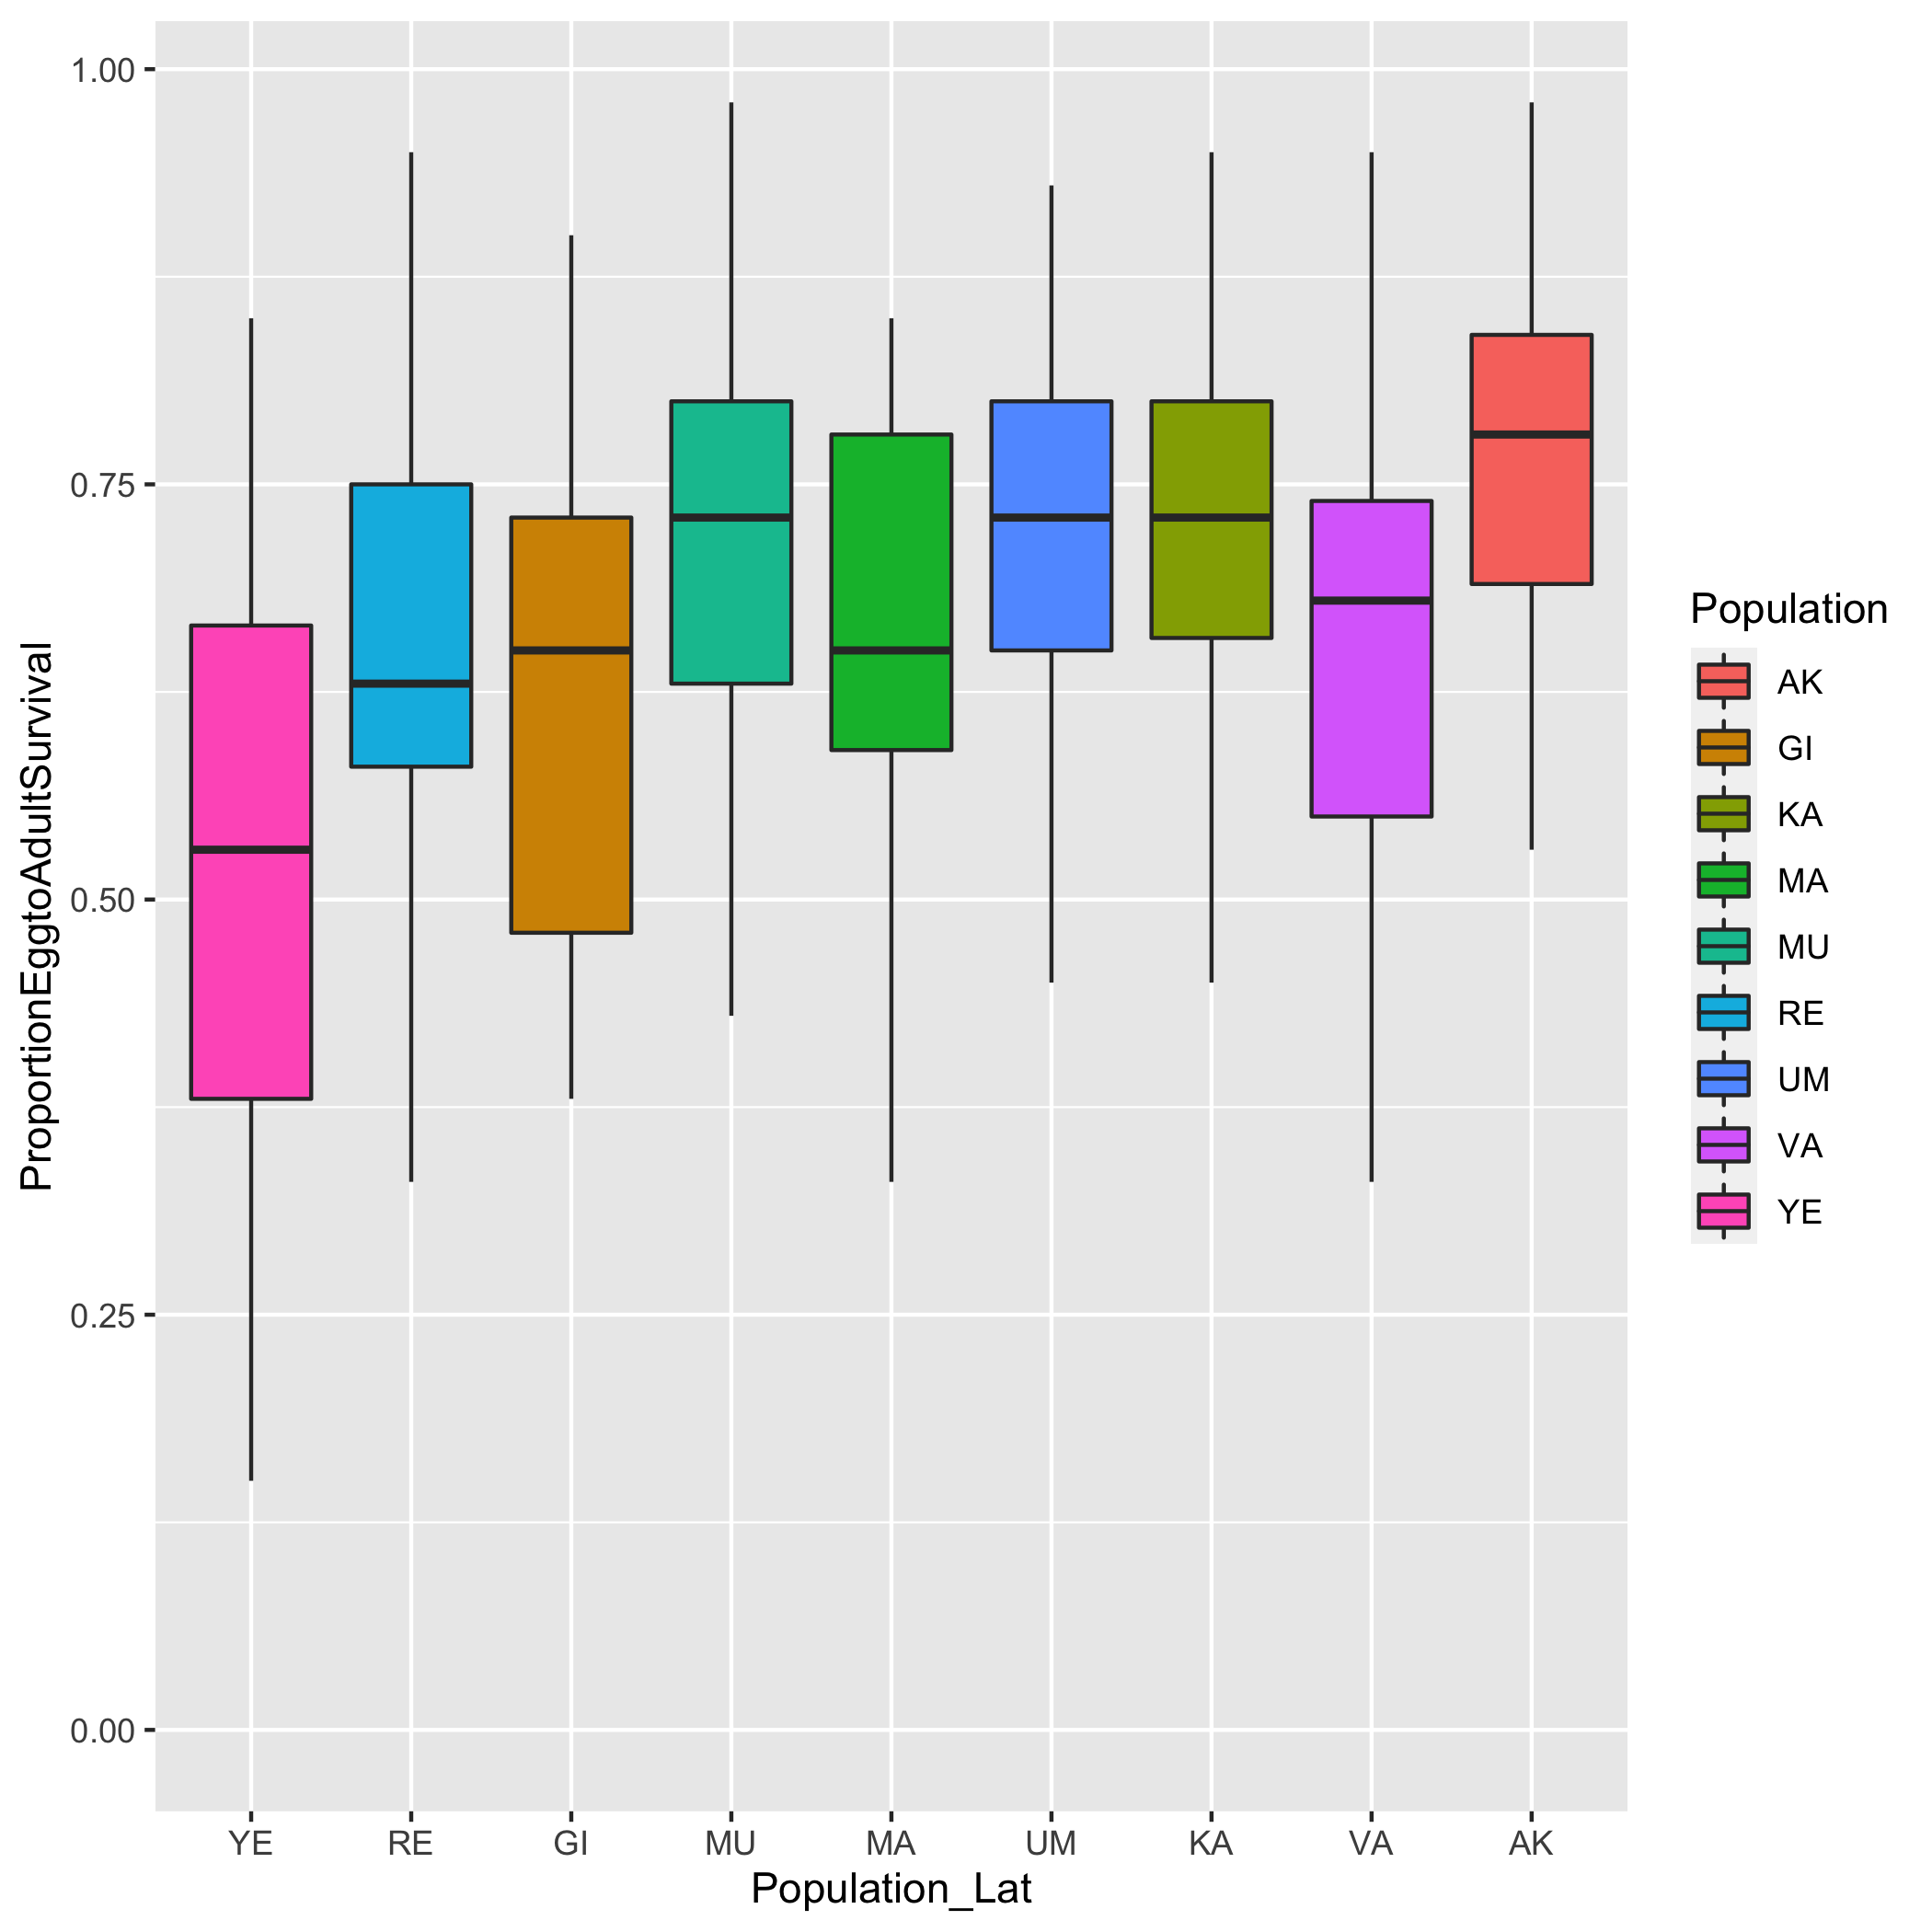 ProportionEggtoAdultSurvival
1.00
0.75
0.50
0.25
0.00
YE RE GI MU MA UM KA VA AK
Population_Lat
Population
AK
GI
KA
MA
MU
RE
UM
VA
YE